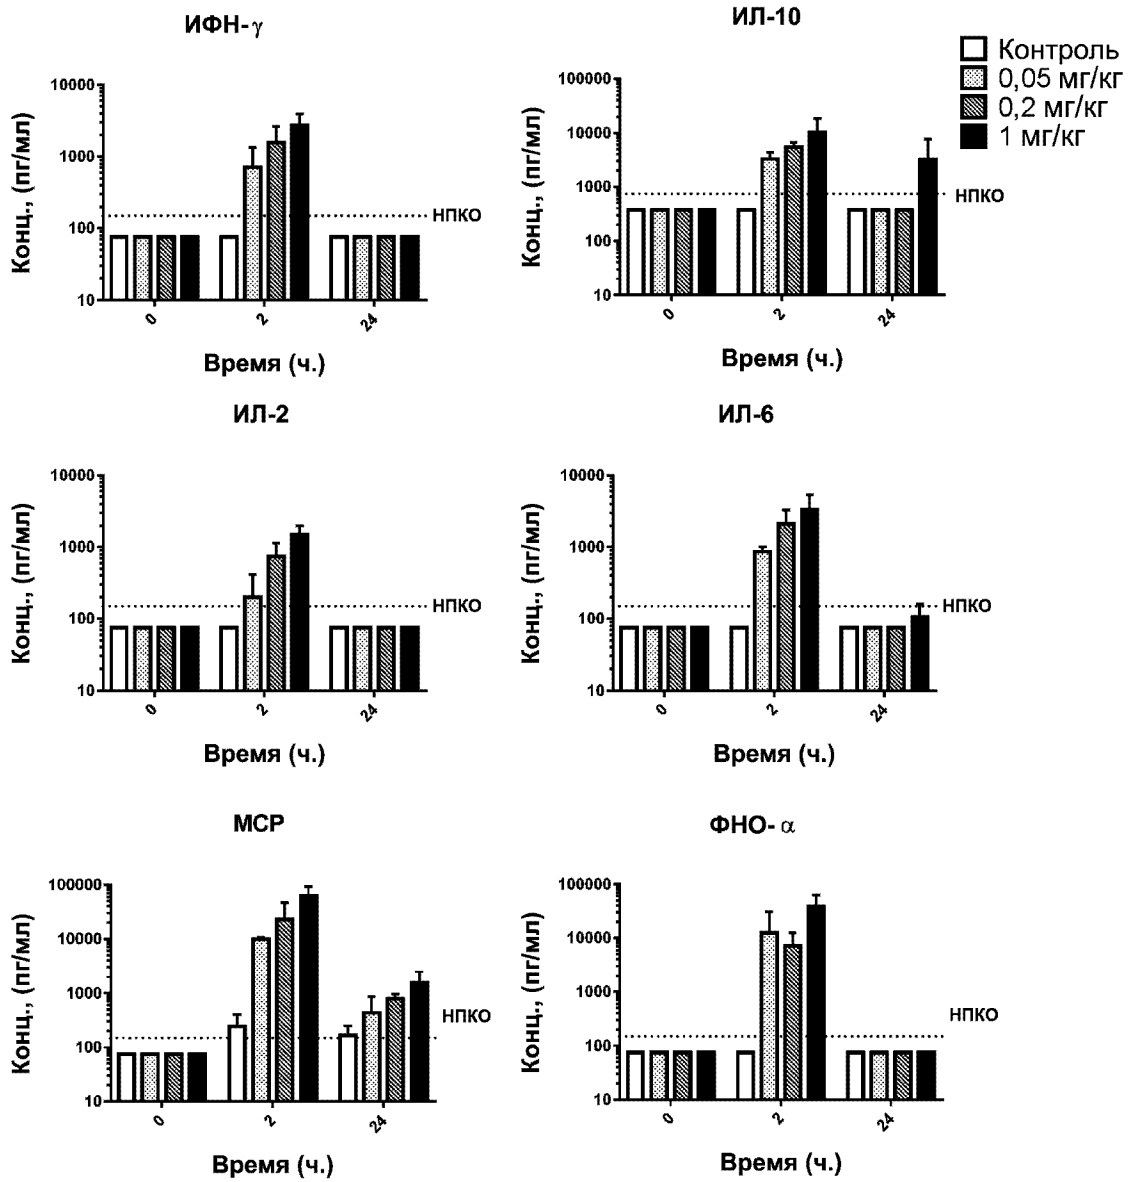 ИФН-γ
Конц., (пг/мл)
10000
1000
100
10
НПКО
0
2
24
Время (ч.)
ИЛ-10
Конц., (пг/мл)
100000
10000
1000
100
10
НПКО
0
2
24
Время (ч.)
Контроль
0,05 мг/кг
0,2 мг/кг
1 мг/кг
ИЛ-2
Конц., (пг/мл)
10000
1000
100
10
НПКО
0
2
24
Время (ч.)
ИЛ-6
Конц., (пг/мл)
10000
1000
100
10
НПКО
0
2
24
Время (ч.)
МСР
Конц., (пг/мл)
100000
10000
1000
100
10
НПКО
0
2
24
Время (ч.)
ФНО-α
Конц., (пг/мл)
100000
10000
1000
100
10
НПКО
0
2
24
Время (ч.)